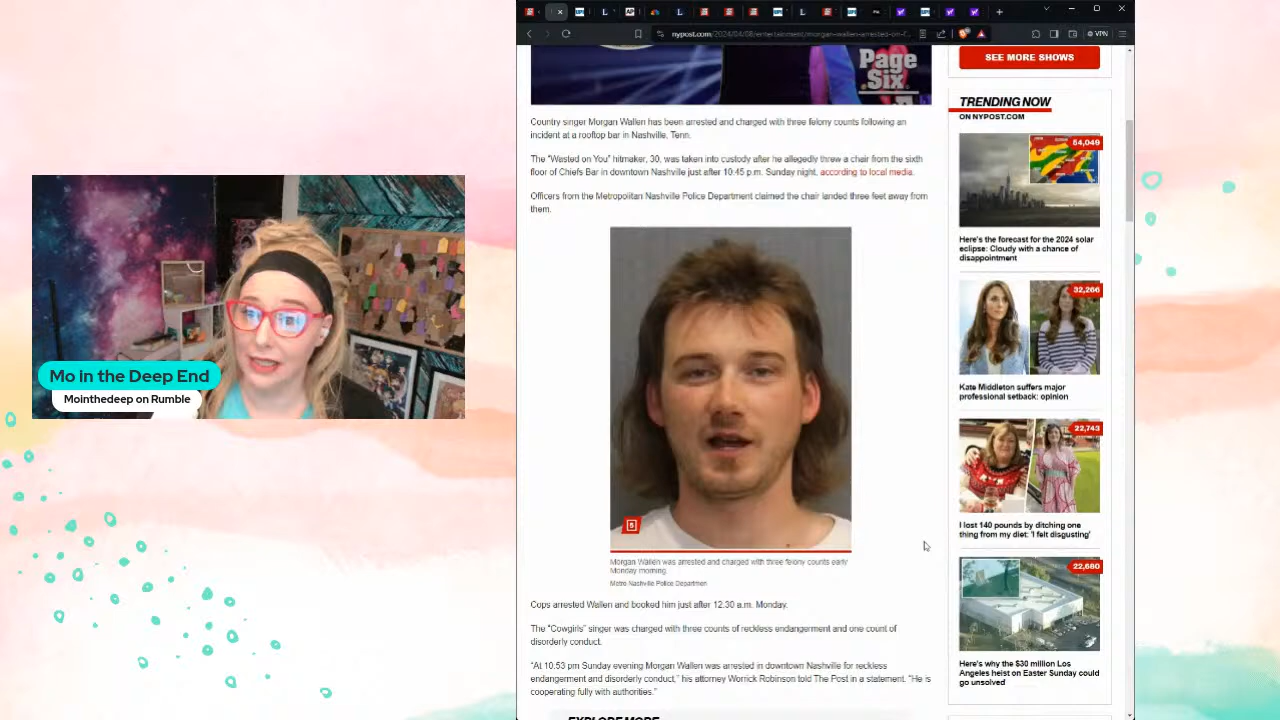 nypost.com/2024/04/08/entertainment/morgan-wallen-arrested-on-f...
VPN
Page
Six
SEE MORE SHOWS
Country singer Morgan Wallen has been arrested and charged with three felony counts following an
incident at a rooftop bar in Nashville, Tenn.
The "Wasted on You" hitmaker, 30, was taken into custody after he allegedly threw a chair from the sixth
floor of Chiefs Bar in downtown Nashville just after 10:45 p.m. Sunday night, according to local media.
Officers from the Metropolitan Nashville Police Department claimed the chair landed three feet away from
them.
5
Morgan Wallen was arrested and charged with three felony counts early
Monday morning.
Metro Nashville Police Departmen
Cops arrested Wallen and booked him just after 12:30 a.m. Monday.
The "Cowgirls" singer was charged with three counts of reckless endangerment and one count of
disorderly conduct.
"At 10:53 pm Sunday evening Morgan Wallen was arrested in downtown Nashville for reckless
endangerment and disorderly conduct," his attorney Worrick Robinson told The Post in a statement. "He is
cooperating fully with authorities."
EXPLORE MORE
TRENDING NOW
ON NYPOST.COM
54,049
Here's the forecast for the 2024 solar
eclipse: Cloudy with a chance of
disappointment
32,266
Kate Middleton suffers major
professional setback: opinion
22,743
I lost 140 pounds by ditching one
thing from my diet: 'I felt disgusting'
22,660
Here's why the $30 million Los
Angeles heist on Easter Sunday could
go unsolved
Mo in the Deep End
Mointhedeep on Rumble